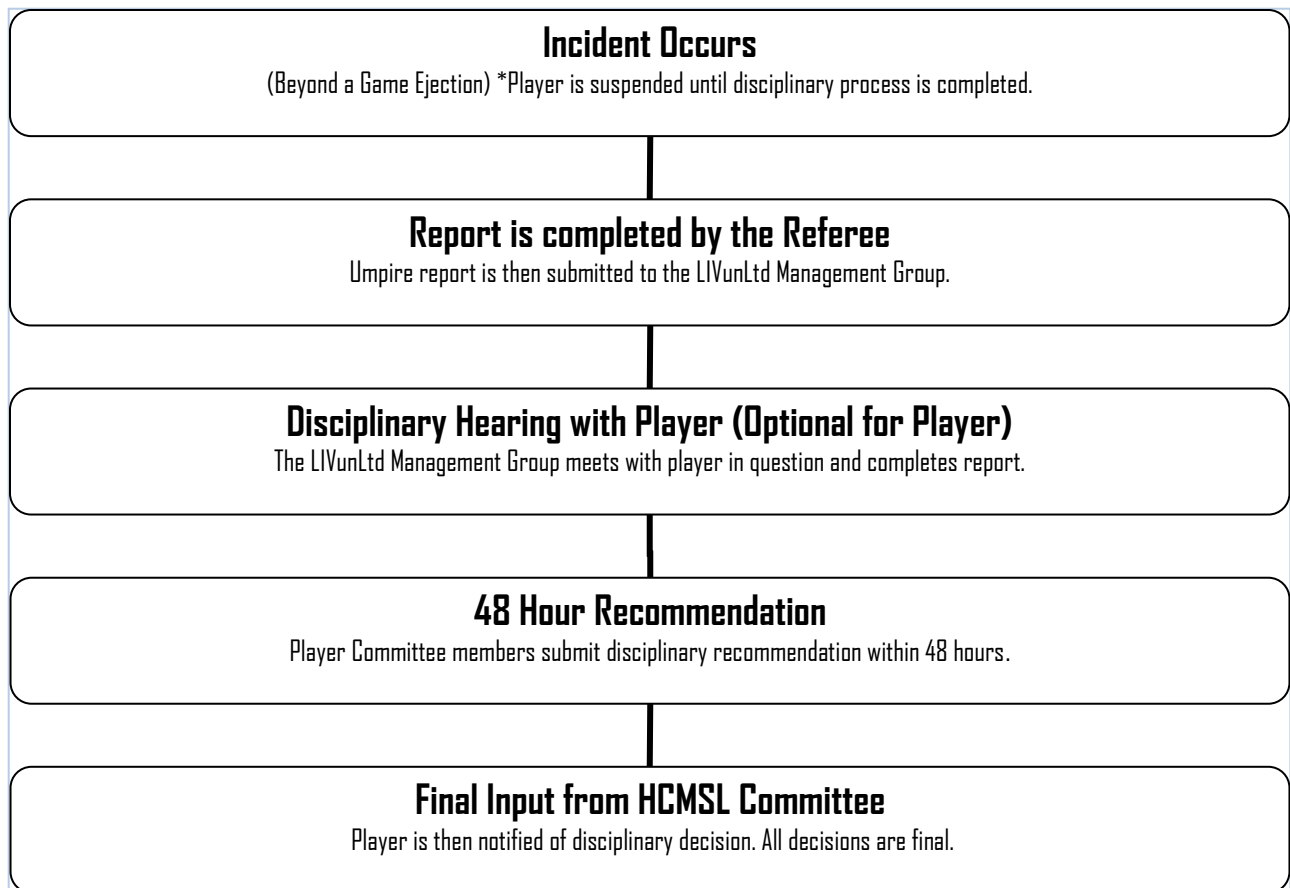 Incident Occurs
(Beyond a Game Ejection) *Player is suspended until disciplinary process is completed.
Report is completed by the Referee
Umpire report is then submitted to the LIVunLtd Management Group.
Disciplinary Hearing with Player (Optional for Player)
The LIVunLtd Management Group meets with player in question and completes report.
48 Hour Recommendation
Player Committee members submit disciplinary recommendation within 48 hours.
Final Input from HCMSL Committee
Player is then notified of disciplinary decision. All decisions are final.